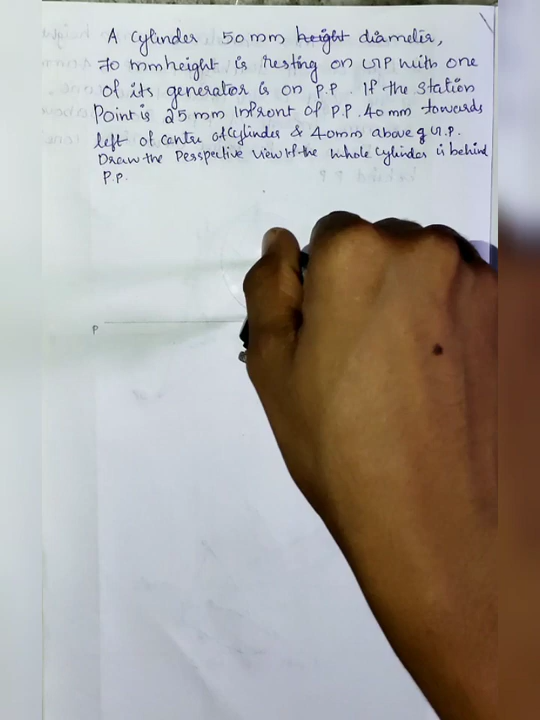 A Cylinder 50 mm height diameter,
70 mm height is resting on GP with one
of its generator is on P.P. If the Station
Point is 25 mm Infront of P.P. 40 mm towards
left of centre of Cylinder & 40mm above G.P.
Draw the Perspective View If the Whole Cylinder is behind
P.P.
P